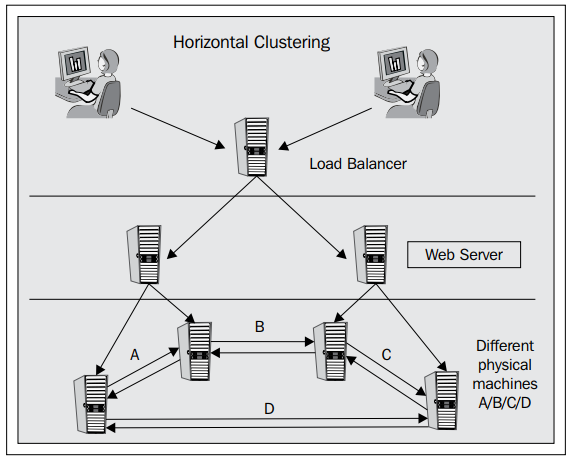 Horizontal Clustering
Load Balancer
Web Server
B
A
C
Different
physical
machines
A/B/C/D
D